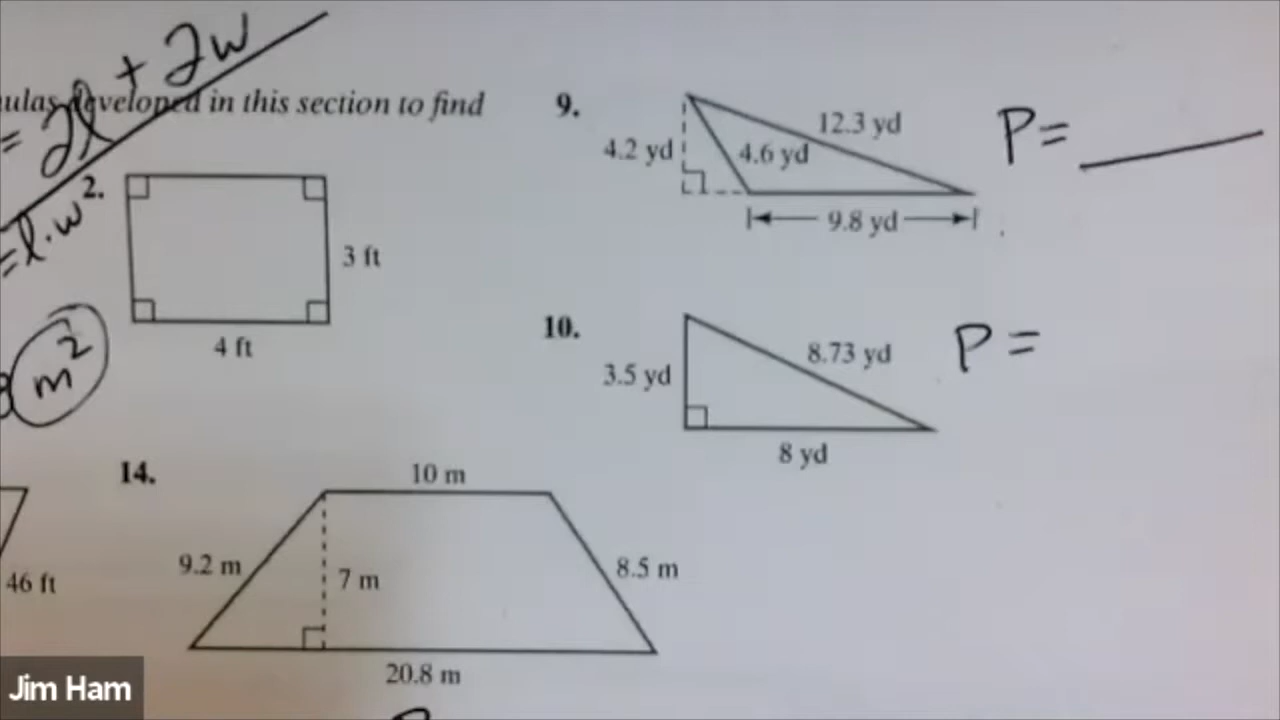 = 2l + 2w
ulas developed in this section to find
= l·w
2.
3 ft
4 ft
m²
9.
4.2 yd
12.3 yd
4.6 yd
9.8 yd
P = ____
10.
3.5 yd
8.73 yd
8 yd
P =
46 ft
14.
10 m
9.2 m
7 m
8.5 m
20.8 m
Jim Ham